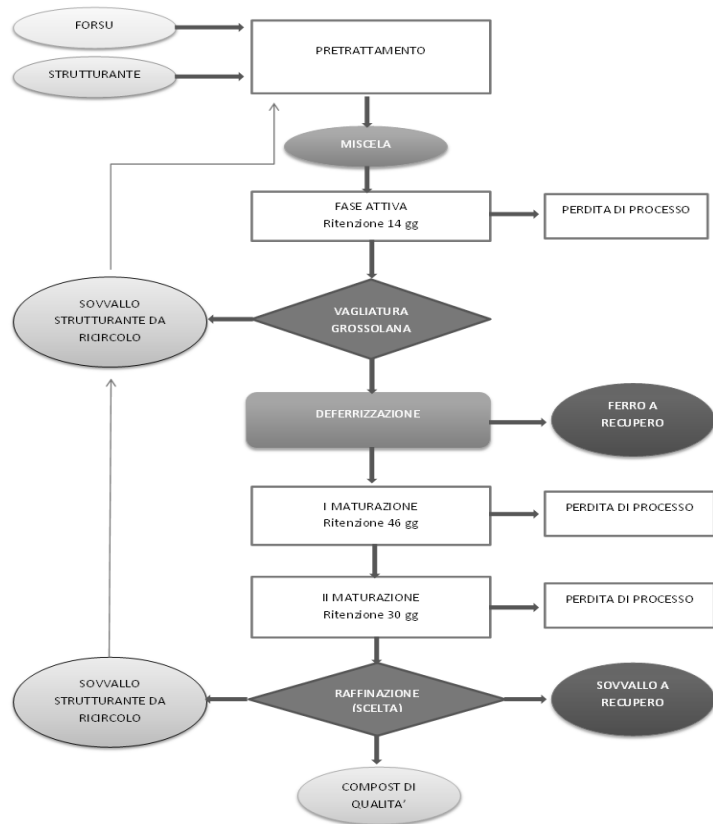 FORSU
PRETRATTAMENTO
STRUTTURANTE
MISCELA
FASE ATTIVA
Ritenzione 14 gg
PERDITA DI PROCESSO
SOVVALLO
STRUTTURANTE DA
RICIRCOLO
VAGLIATURA
GROSSOLANA
DEFERRIZZAZIONE
FERRO A
RECUPERO
I MATURAZIONE
Ritenzione 46 gg
PERDITA DI PROCESSO
II MATURAZIONE
Ritenzione 30 gg
PERDITA DI PROCESSO
SOVVALLO
STRUTTURANTE DA
RICIRCOLO
RAFFINAZIONE
(SCELTA)
SOVVALLO A
RECUPERO
COMPOST DI
QUALITA’